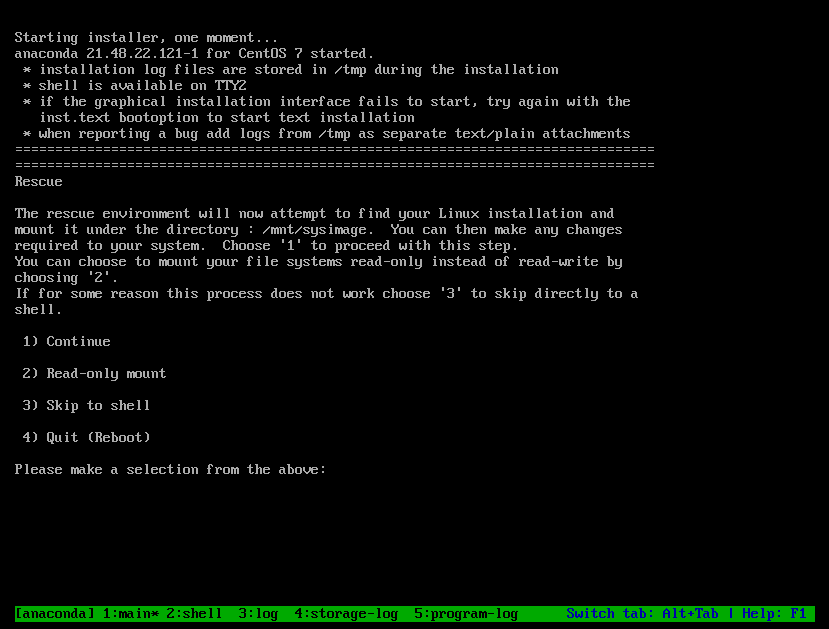 Starting installer, one moment...
anaconda 21.48.22.121-1 for CentOS 7 started.
 * installation log files are stored in /tmp during the installation
 * shell is available on TTY2
 * if the graphical installation interface fails to start, try again with the
   inst.text bootoption to start text installation
 * when reporting a bug add logs from /tmp as separate text/plain attachments
================================================================================
================================================================================
Rescue
The rescue environment will now attempt to find your Linux installation and
mount it under the directory : /mnt/sysimage.  You can then make any changes
required to your system.  Choose '1' to proceed with this step.
You can choose to mount your file systems read-only instead of read-write by
choosing '2'.
If for some reason this process does not work choose '3' to skip directly to a
shell.
 1) Continue
 2) Read-only mount
 3) Skip to shell
 4) Quit (Reboot)
Please make a selection from the above:
[anaconda] 1:main* 2:shell  3:log  4:storage-log  5:program-log      Switch tab: Alt+Tab | Help: F1